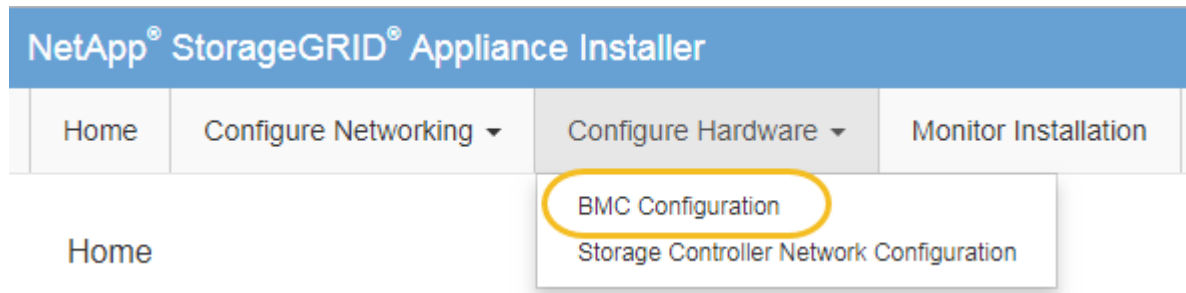 NetApp® StorageGRID® Appliance Installer
Home Configure Networking Configure Hardware Monitor Installation
BMC Configuration
Home
Storage Controller Network Configuration